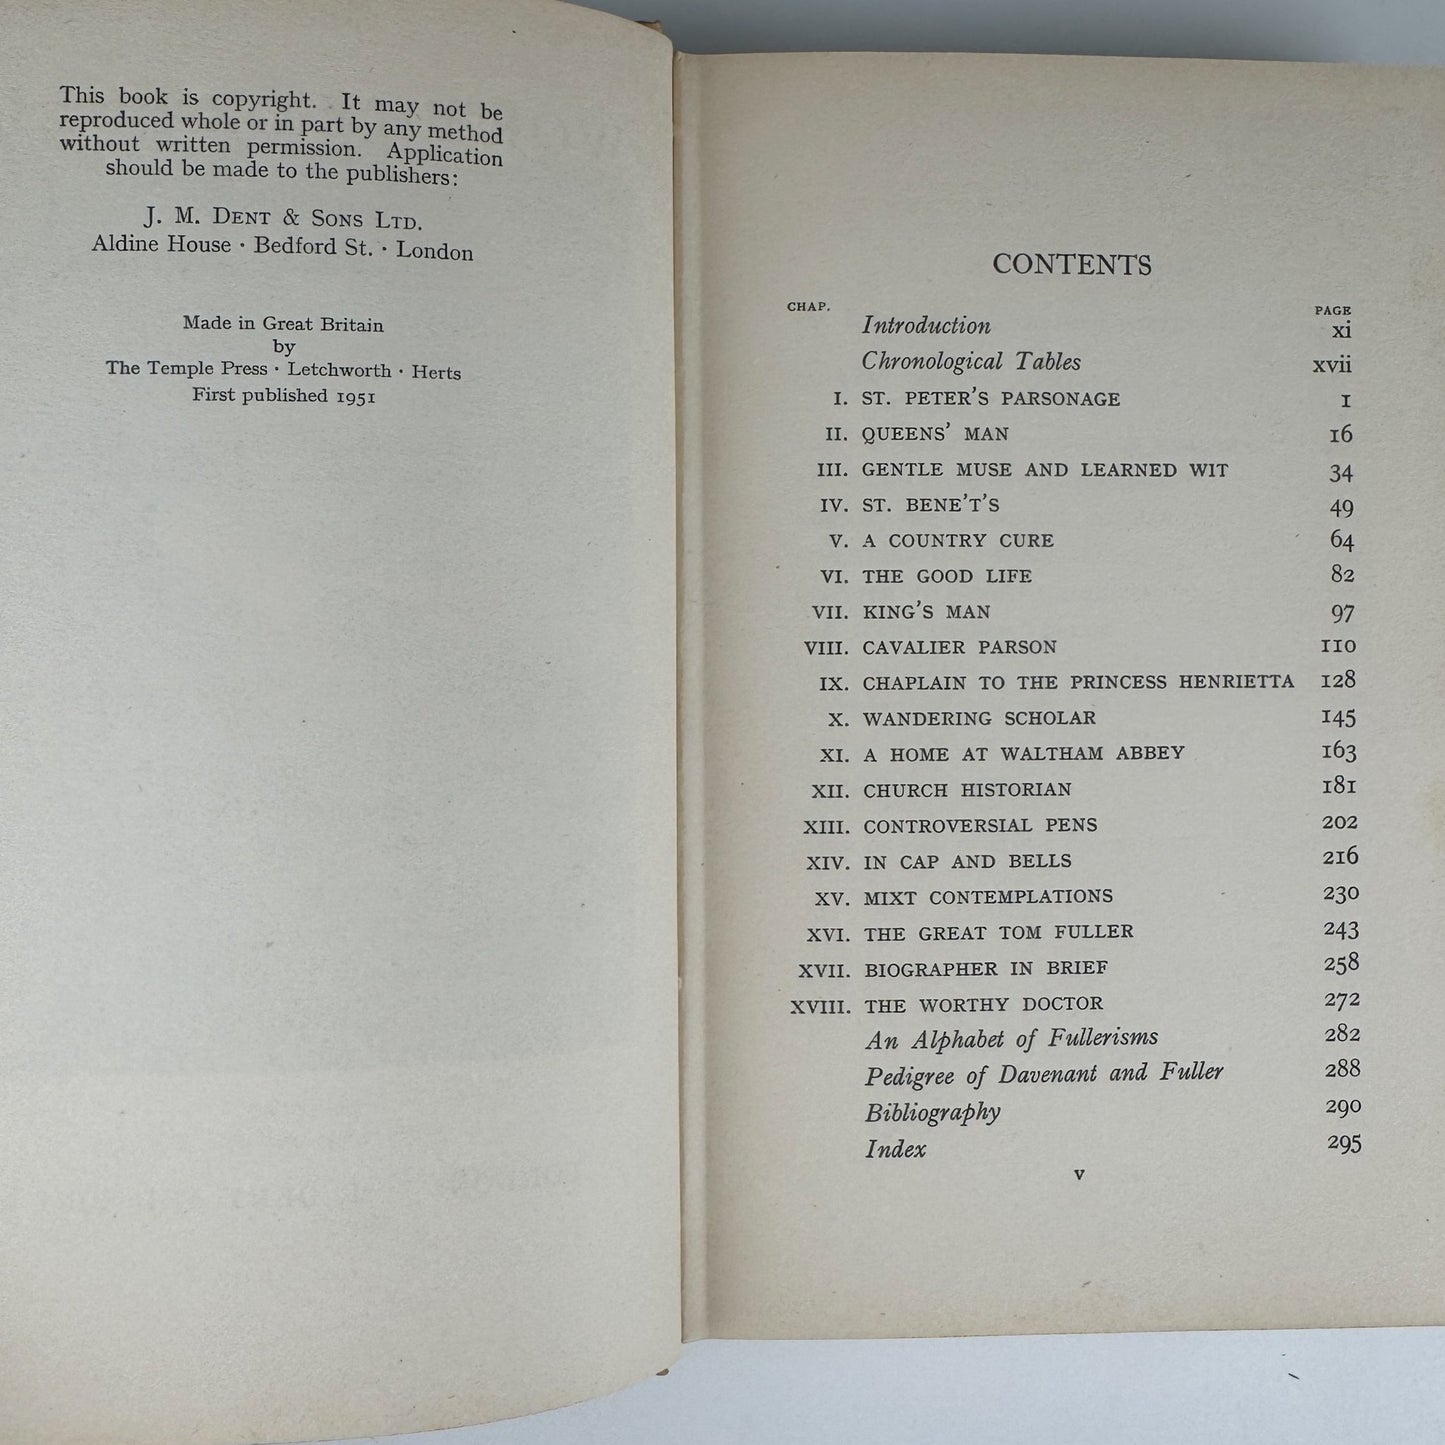 This book is copyright. It may not be
reproduced whole or in part by any method
without written permission. Application
should be made to the publishers:
J. M. DENT & SONS LTD.
Aldine House · Bedford St. · London
Made in Great Britain
by
The Temple Press · Letchworth · Herts
First published 1951
CONTENTS
CHAP. PAGE
Introduction xi
Chronological Tables xvii
I. ST. PETER'S PARSONAGE 1
II. QUEENS' MAN 16
III. GENTLE MUSE AND LEARNED WIT 34
IV. ST. BENE'T'S 49
V. A COUNTRY CURE 64
VI. THE GOOD LIFE 82
VII. KING'S MAN 97
VIII. CAVALIER PARSON 110
IX. CHAPLAIN TO THE PRINCESS HENRIETTA 128
X. WANDERING SCHOLAR 145
XI. A HOME AT WALTHAM ABBEY 163
XII. CHURCH HISTORIAN 181
XIII. CONTROVERSIAL PENS 202
XIV. IN CAP AND BELLS 216
XV. MIXT CONTEMPLATIONS 230
XVI. THE GREAT TOM FULLER 243
XVII. BIOGRAPHER IN BRIEF 258
XVIII. THE WORTHY DOCTOR 272
An Alphabet of Fullerisms 282
Pedigree of Davenant and Fuller 288
Bibliography 290
Index 295
v